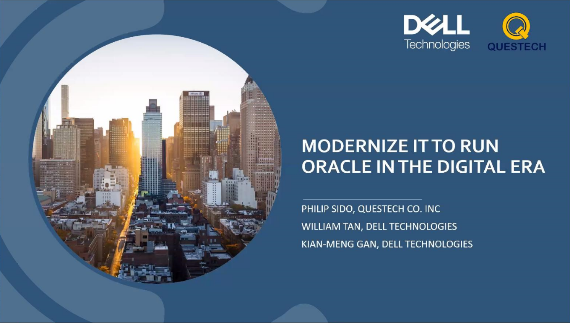 DELL
Technologies
QUESTECH
MODERNIZE IT TO RUN
ORACLE IN THE DIGITAL ERA
PHILIP SIDO, QUESTECH CO. INC
WILLIAM TAN, DELL TECHNOLOGIES
KIAN-MENG GAN, DELL TECHNOLOGIES